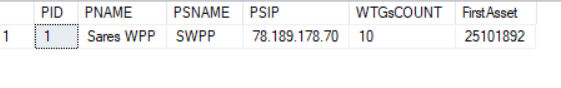 PID PNAME PSNAME PSIP WTGsCOUNT FirstAsset
1 1 Sares WPP SWPP 78.189.178.70 10 25101892